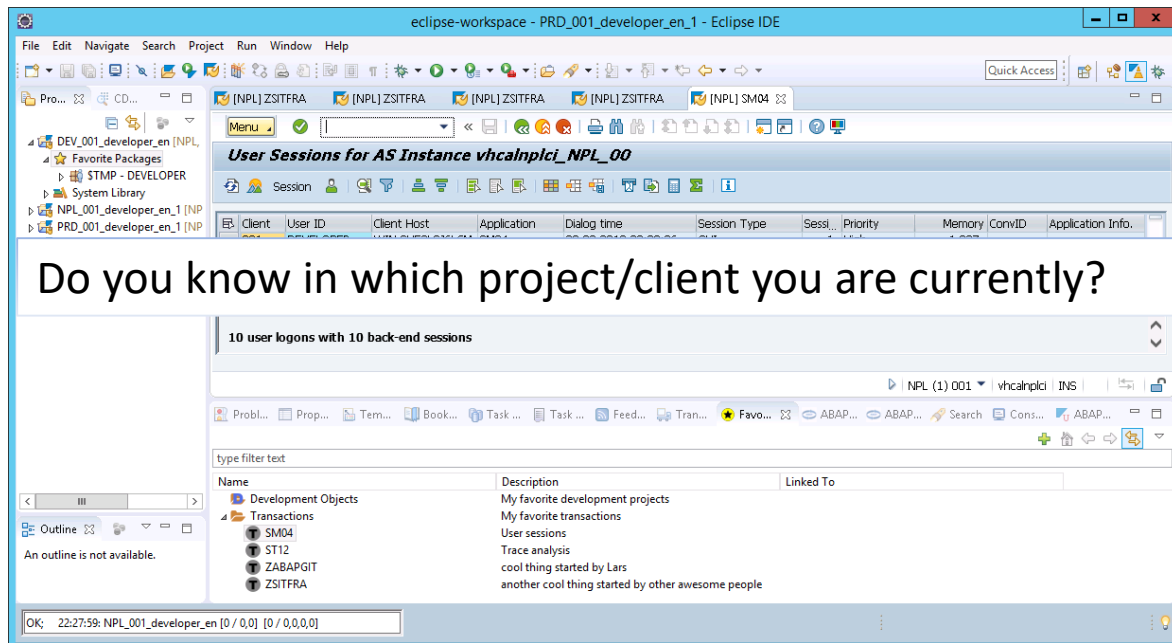 eclipse-workspace - PRD_001_developer_en_1 - Eclipse IDE
File Edit Navigate Search Project Run Window Help
Quick Access
Pro... CD...
[NPL] ZSITFRA [NPL] ZSITFRA [NPL] ZSITFRA [NPL] ZSITFRA [NPL] SM04
Menu
DEV_001_developer_en [NPL,
Favorite Packages
$TMP - DEVELOPER
System Library
NPL_001_developer_en_1 [NP
PRD_001_developer_en_1 [NP
User Sessions for AS Instance vhcalnplci_NPL_00
Session
Client User ID Client Host Application Dialog time Session Type Sessi... Priority Memory ConvID Application Info.
Do you know in which project/client you are currently?
10 user logons with 10 back-end sessions
NPL (1) 001 vhcalnplci INS
Probl... Prop... Tem... Book... Task ... Task ... Feed... Tran... Favo... ABAP... ABAP... Search Cons... ABAP...
type filter text
Name Description Linked To
Development Objects My favorite development projects
Transactions My favorite transactions
SM04 User sessions
ST12 Trace analysis
ZABAPGIT cool thing started by Lars
ZSITFRA another cool thing started by other awesome people
Outline
An outline is not available.
OK; 22:27:59: NPL_001_developer_en [0 / 0,0] [0 / 0,0,0,0]